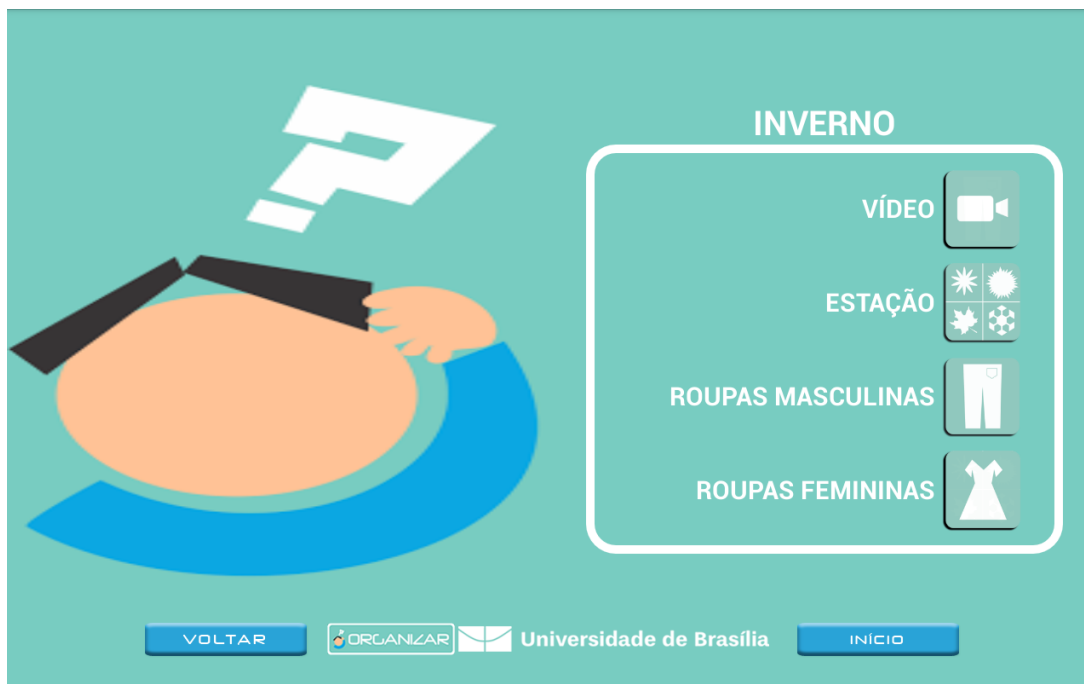 ?
INVERNO
VÍDEO
ESTAÇÃO
ROUPAS MASCULINAS
ROUPAS FEMININAS
VOLTAR
ORGANIZAR
Universidade de Brasília
INÍCIO